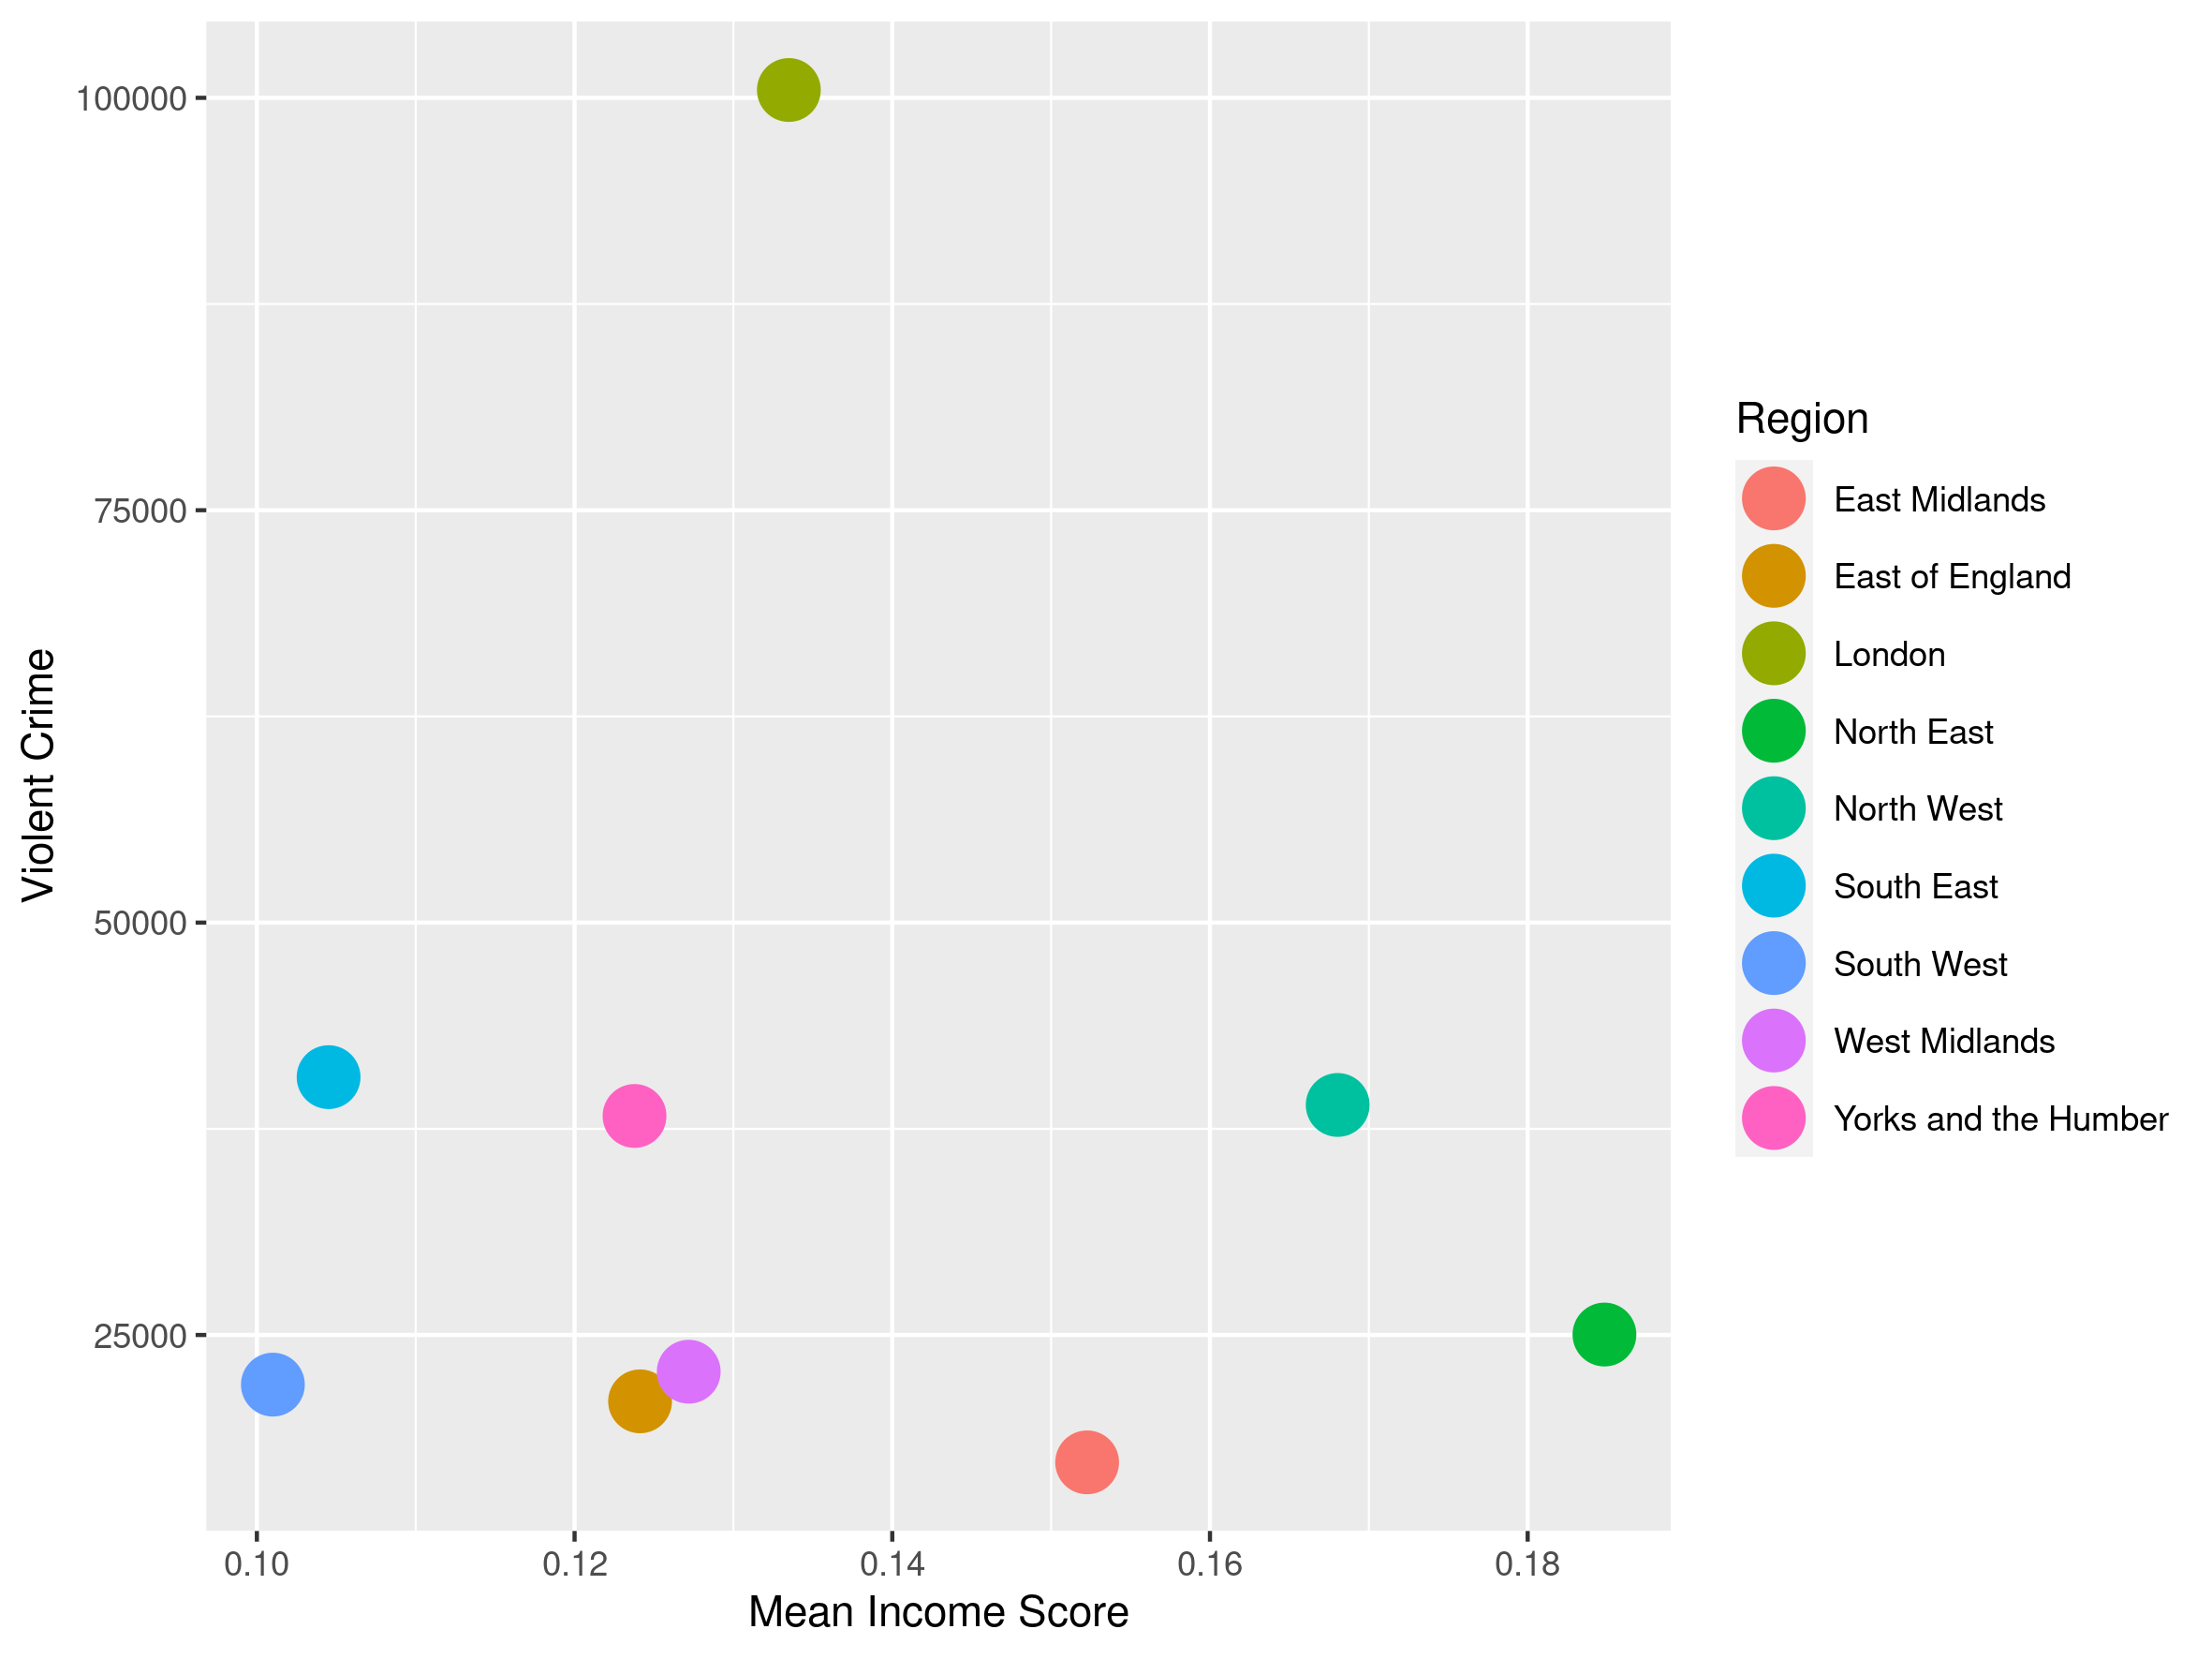 100000
75000
50000
25000
Violent Crime
0.10
0.12
0.14
0.16
0.18
Mean Income Score
Region
East Midlands
East of England
London
North East
North West
South East
South West
West Midlands
Yorks and the Humber